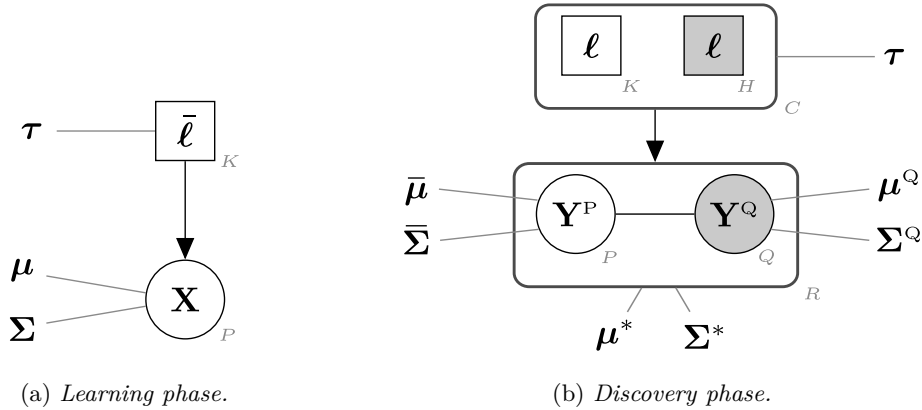 τ
ℓ̄
K
μ
Σ
X
P
(a) Learning phase.
ℓ
K
ℓ
H
C
τ
μ̄
Σ̄
Y^P
P
Y^Q
Q
μ^Q
Σ^Q
R
μ*
Σ*
(b) Discovery phase.